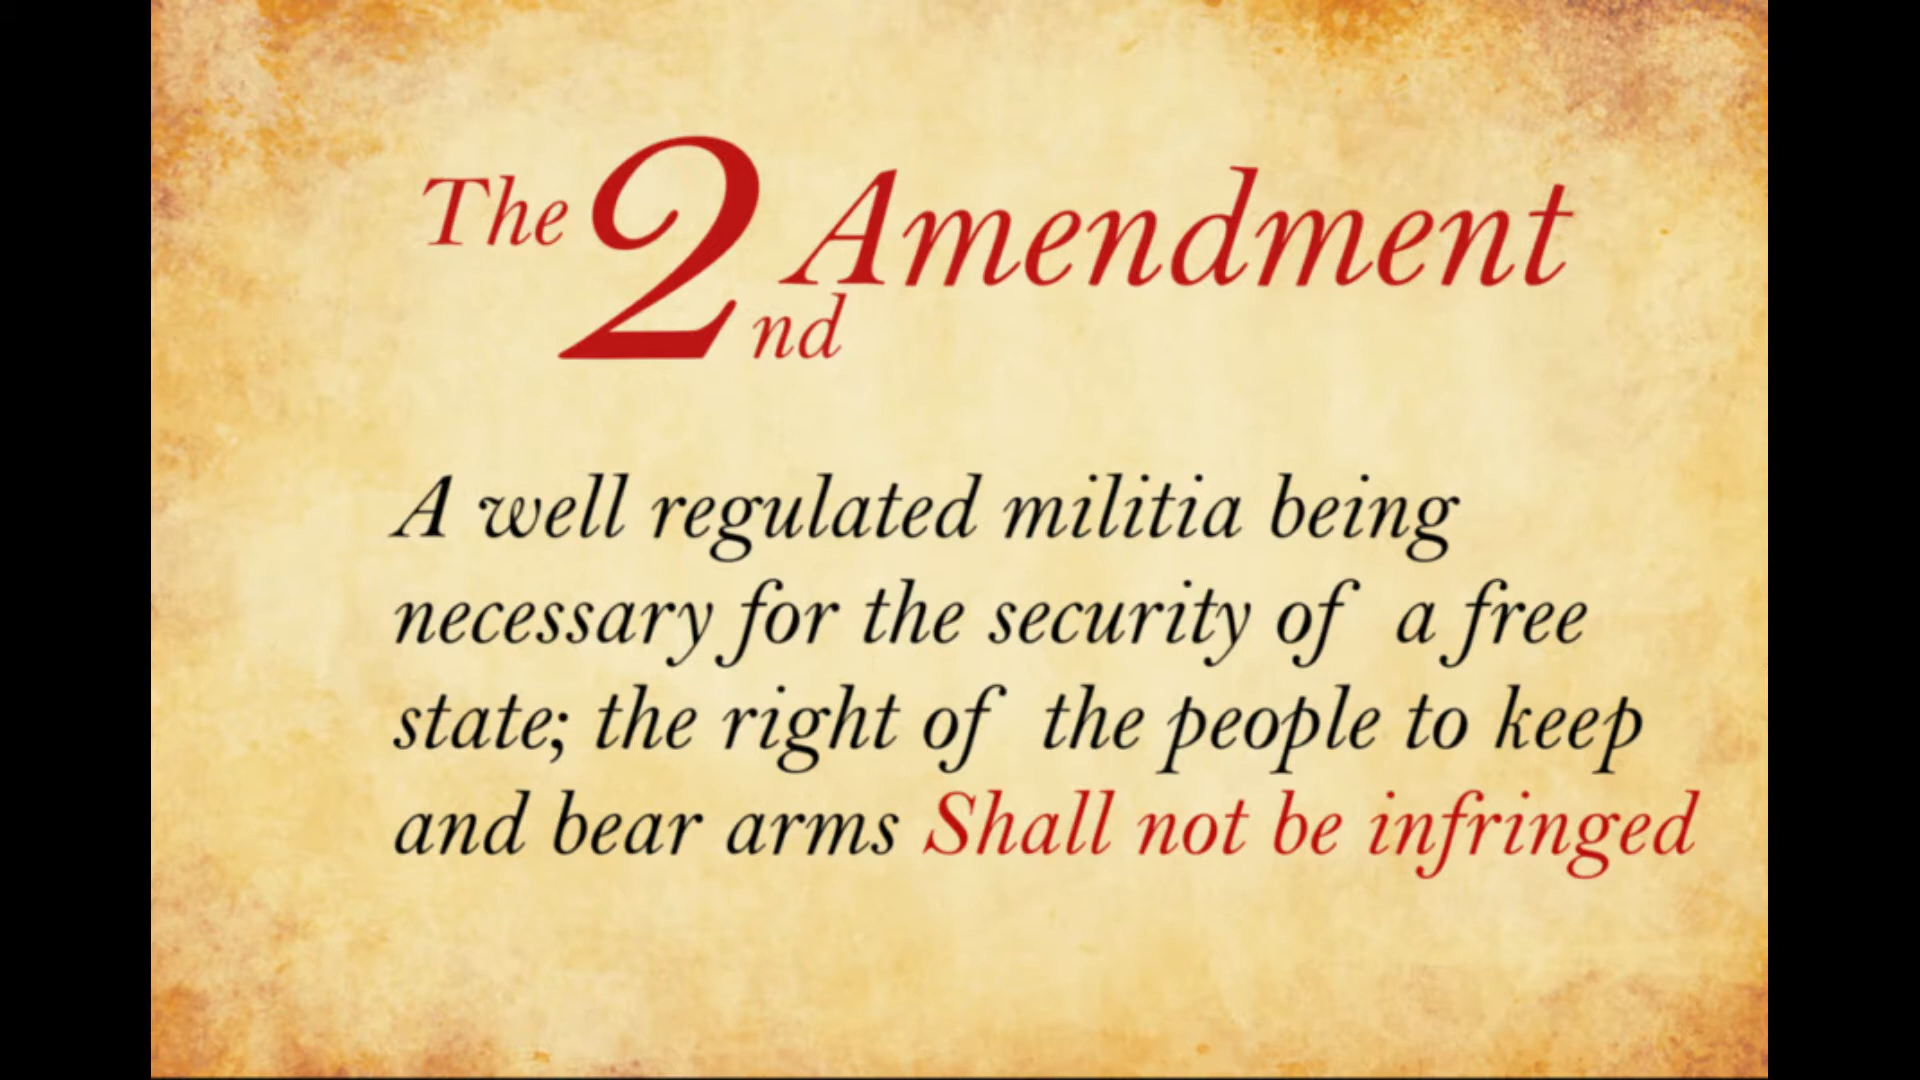 The 2nd Amendment
A well regulated militia being
necessary for the security of a free
state; the right of the people to keep
and bear arms Shall not be infringed